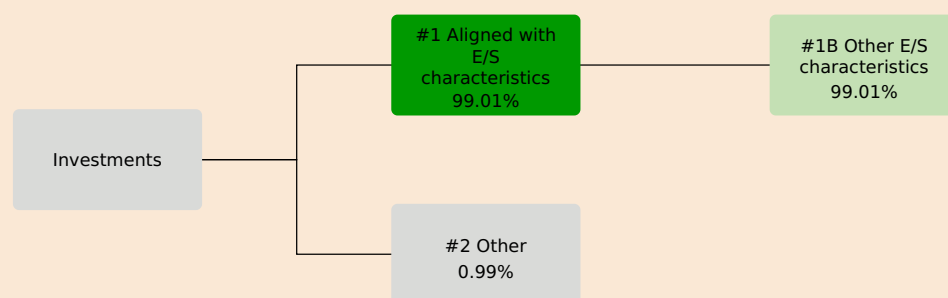 #1 Aligned with
E/S
characteristics
99.01%
#1B Other E/S
characteristics
99.01%
Investments
#2 Other
0.99%